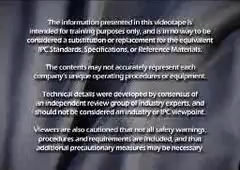 The information presented in this videotape is
intended for training purposes only, and is in no way to be
considered a substitution or replacement for the equivalent
IPC Standards, Specifications, or Reference Materials.
The contents may not accurately represent each
company's unique operating procedures or equipment.
Technical details were developed by consensus of
an independent review group of industry experts, and
should not be considered an industry or IPC viewpoint.
Viewers are also cautioned that not all safety warnings,
procedures and requirements are included, and that
additional precautionary measures may be necessary